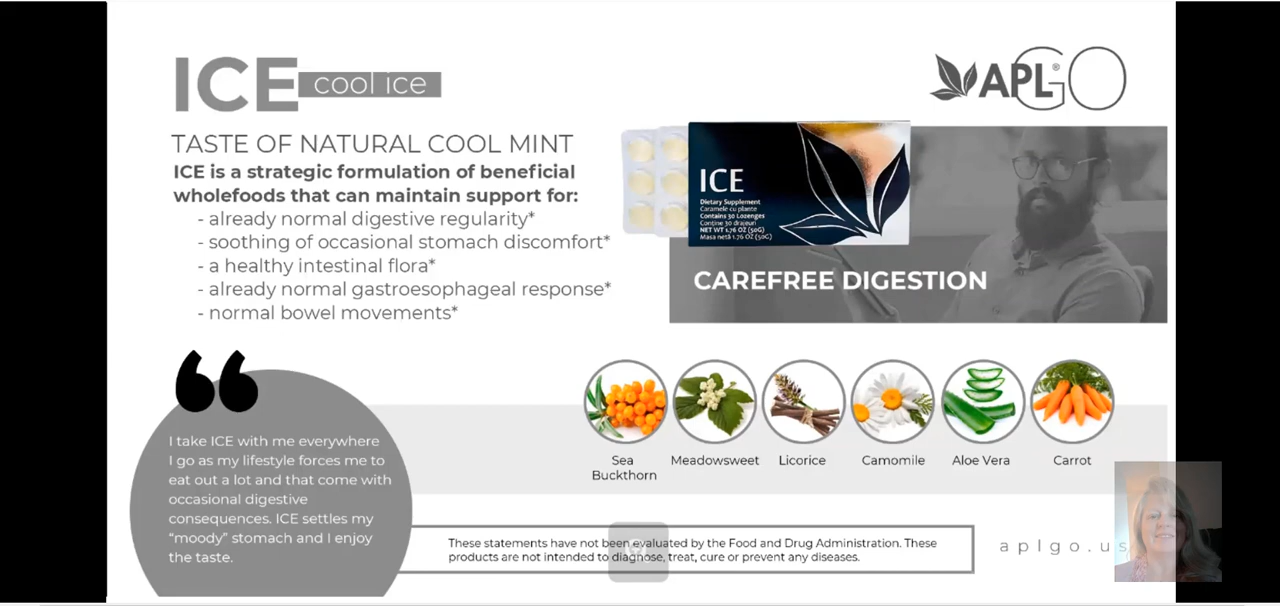 ICE cool ice
APL GO
TASTE OF NATURAL COOL MINT
ICE is a strategic formulation of beneficial
wholefoods that can maintain support for:
- already normal digestive regularity*
- soothing of occasional stomach discomfort*
- a healthy intestinal flora*
- already normal gastroesophageal response*
- normal bowel movements*
ICE
Dietary Supplement
Caramele cu plante
Contains 30 Lozenges
Contine 30 drajeuri
NET WT 1.76 OZ (50G)
Masa netă 1.76 OZ (50G)
CAREFREE DIGESTION
“
I take ICE with me everywhere
I go as my lifestyle forces me to
eat out a lot and that come with
occasional digestive
consequences. ICE settles my
“moody” stomach and I enjoy
the taste.
Sea
Buckthorn
Meadowsweet
Licorice
Camomile
Aloe Vera
Carrot
These statements have not been evaluated by the Food and Drug Administration. These
products are not intended to diagnose, treat, cure or prevent any diseases.
aplgo.us